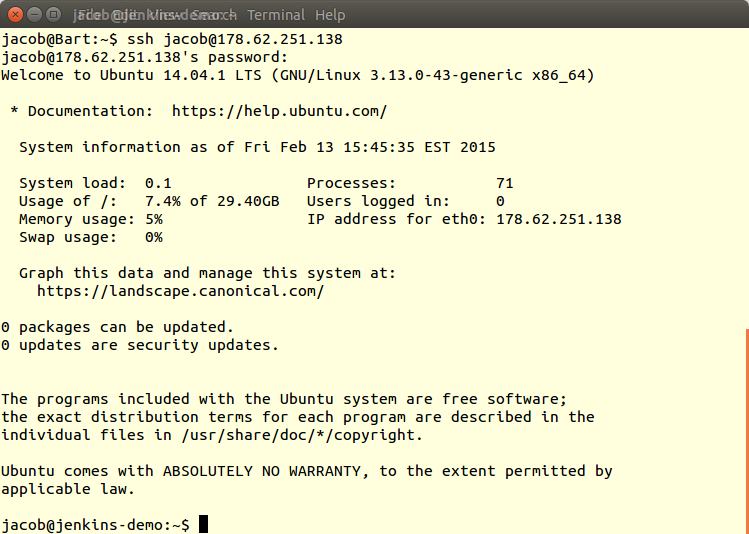 Terminal Help
jacob@Bart:~$ ssh jacob@178.62.251.138
jacob@178.62.251.138's password:
Welcome to Ubuntu 14.04.1 LTS (GNU/Linux 3.13.0-43-generic x86_64)
* Documentation: https://help.ubuntu.com/
System information as of Fri Feb 13 15:45:35 EST 2015
System load: 0.1 Processes: 71
Usage of /: 7.4% of 29.40GB Users logged in: 0
Memory usage: 5% IP address for eth0: 178.62.251.138
Swap usage: 0%
Graph this data and manage this system at:
https://landscape.canonical.com/
0 packages can be updated.
0 updates are security updates.
The programs included with the Ubuntu system are free software;
the exact distribution terms for each program are described in the
individual files in /usr/share/doc/*/copyright.
Ubuntu comes with ABSOLUTELY NO WARRANTY, to the extent permitted by
applicable law.
jacob@jenkins-demo:~$